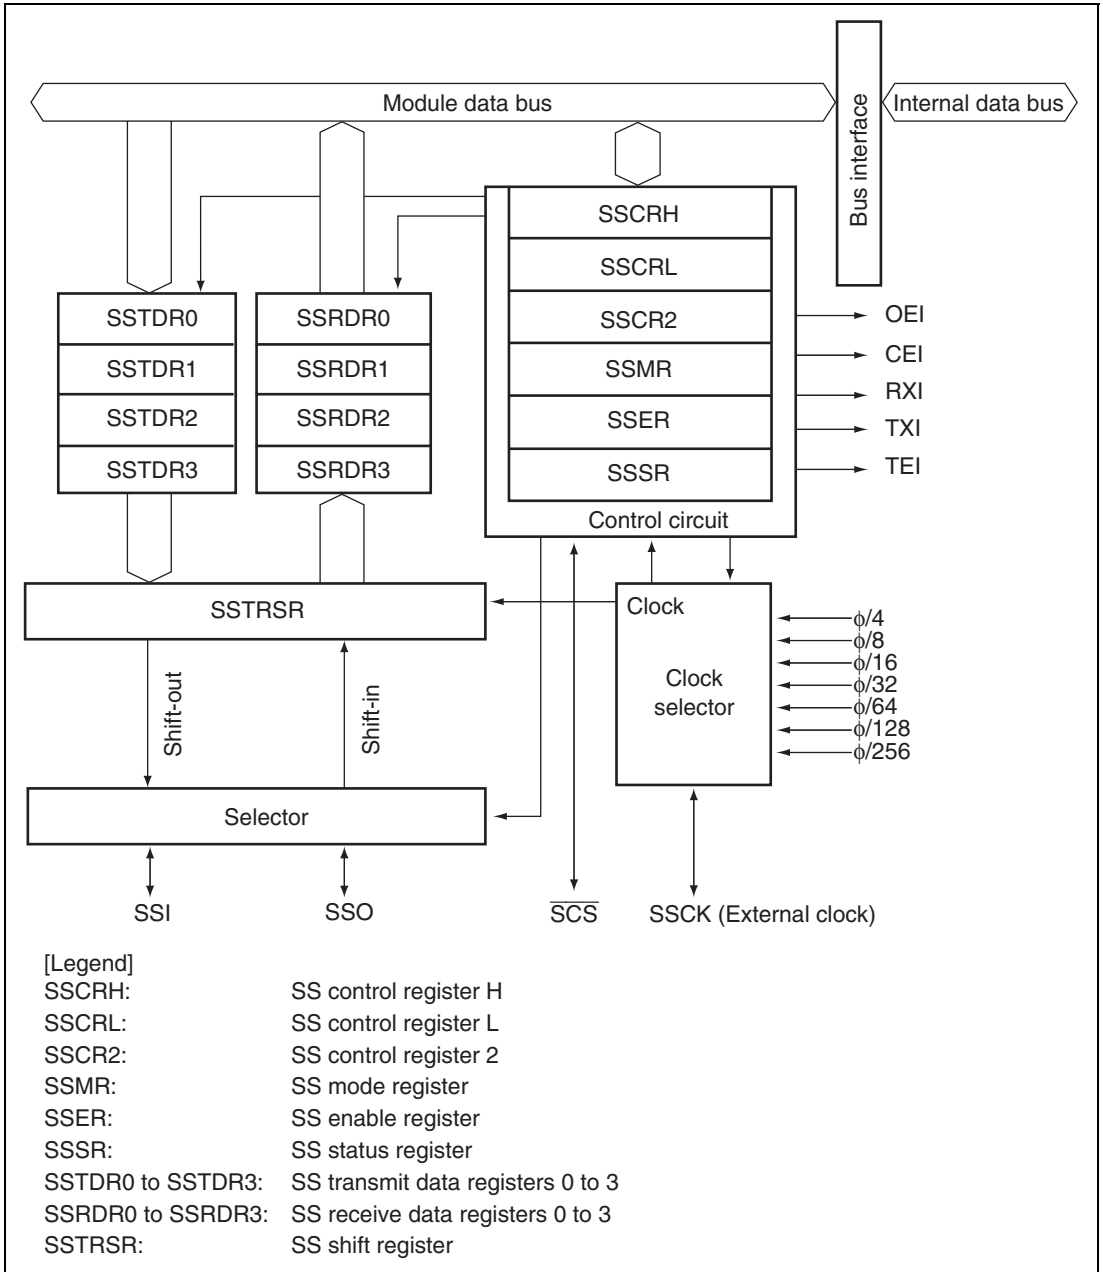 Module data bus
Bus interface
Internal data bus
SSCRH
SSCRL
SSCR2
SSMR
SSER
SSSR
Control circuit
SSTDR0
SSTDR1
SSTDR2
SSTDR3
SSRDR0
SSRDR1
SSRDR2
SSRDR3
OEI
CEI
RXI
TXI
TEI
SSTRSR
Clock
Clock
selector
ϕ/4
ϕ/8
ϕ/16
ϕ/32
ϕ/64
ϕ/128
ϕ/256
Shift-out
Shift-in
Selector
SSI
SSO
S̅C̅S̅
SSCK (External clock)
[Legend]
SSCRH: SS control register H
SSCRL: SS control register L
SSCR2: SS control register 2
SSMR: SS mode register
SSER: SS enable register
SSSR: SS status register
SSTDR0 to SSTDR3: SS transmit data registers 0 to 3
SSRDR0 to SSRDR3: SS receive data registers 0 to 3
SSTRSR: SS shift register